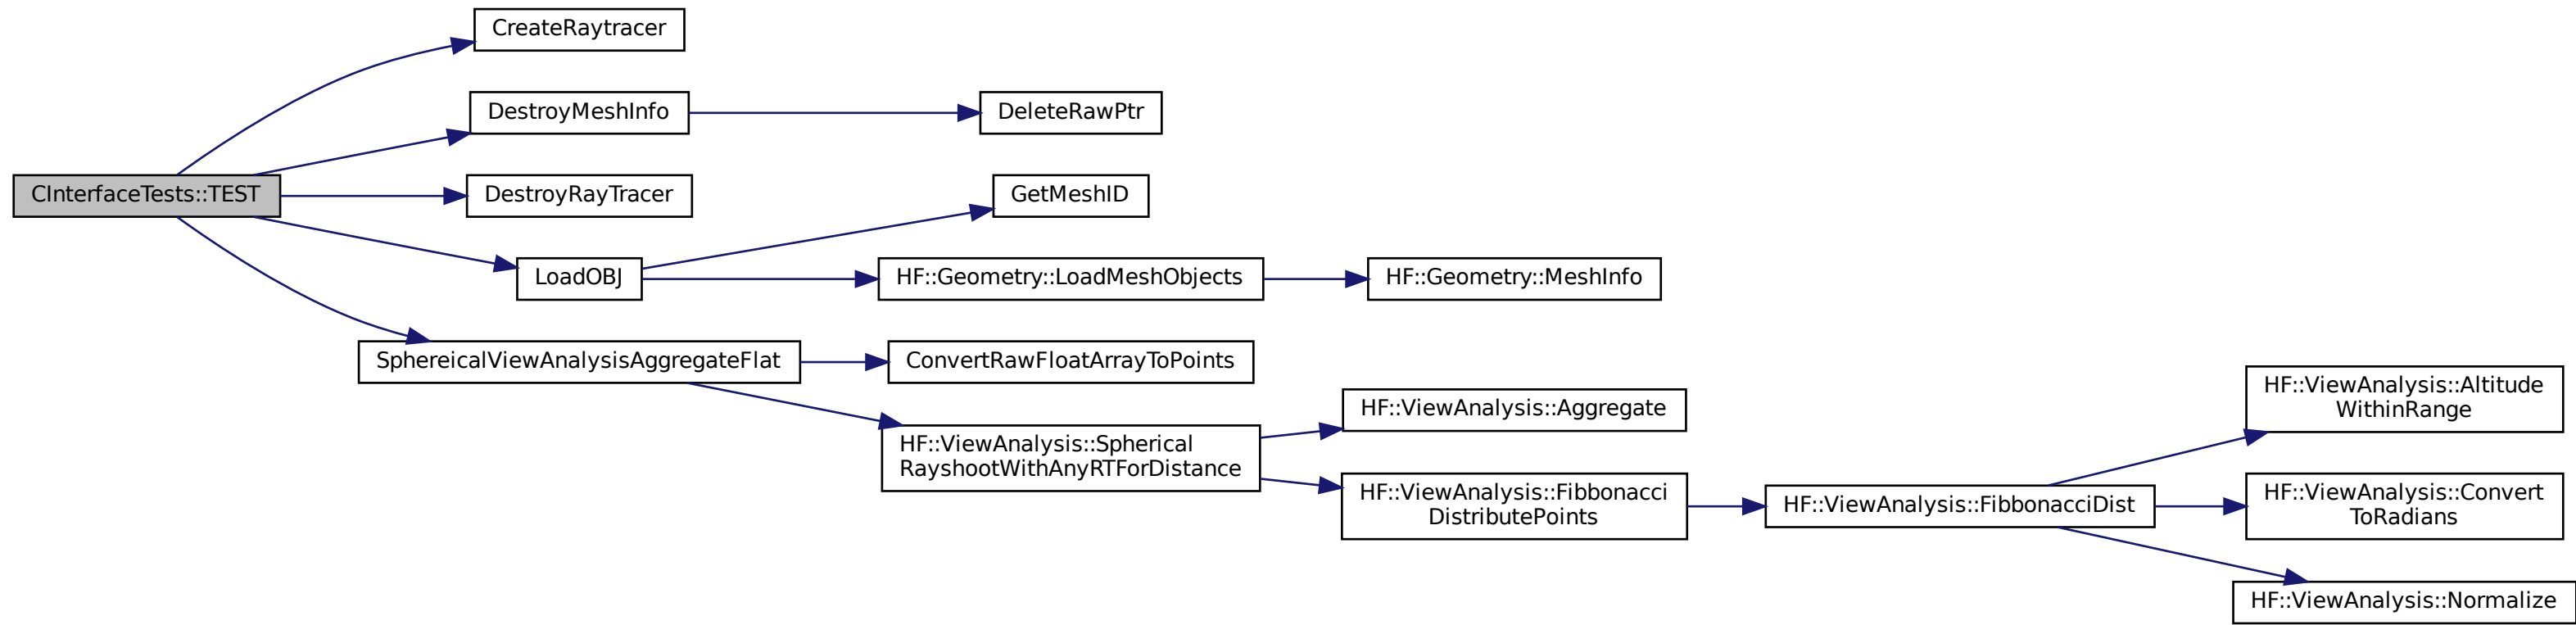 CreateRaytracer
DestroyMeshInfo
DeleteRawPtr
CInterfaceTests::TEST
DestroyRayTracer
GetMeshID
LoadOBJ
HF::Geometry::LoadMeshObjects
HF::Geometry::MeshInfo
SphereicalViewAnalysisAggregateFlat
ConvertRawFloatArrayToPoints
HF::ViewAnalysis::Spherical
RayshootWithAnyRTForDistance
HF::ViewAnalysis::Aggregate
HF::ViewAnalysis::Fibbonacci
DistributePoints
HF::ViewAnalysis::FibbonacciDist
HF::ViewAnalysis::Altitude
WithinRange
HF::ViewAnalysis::Convert
ToRadians
HF::ViewAnalysis::Normalize